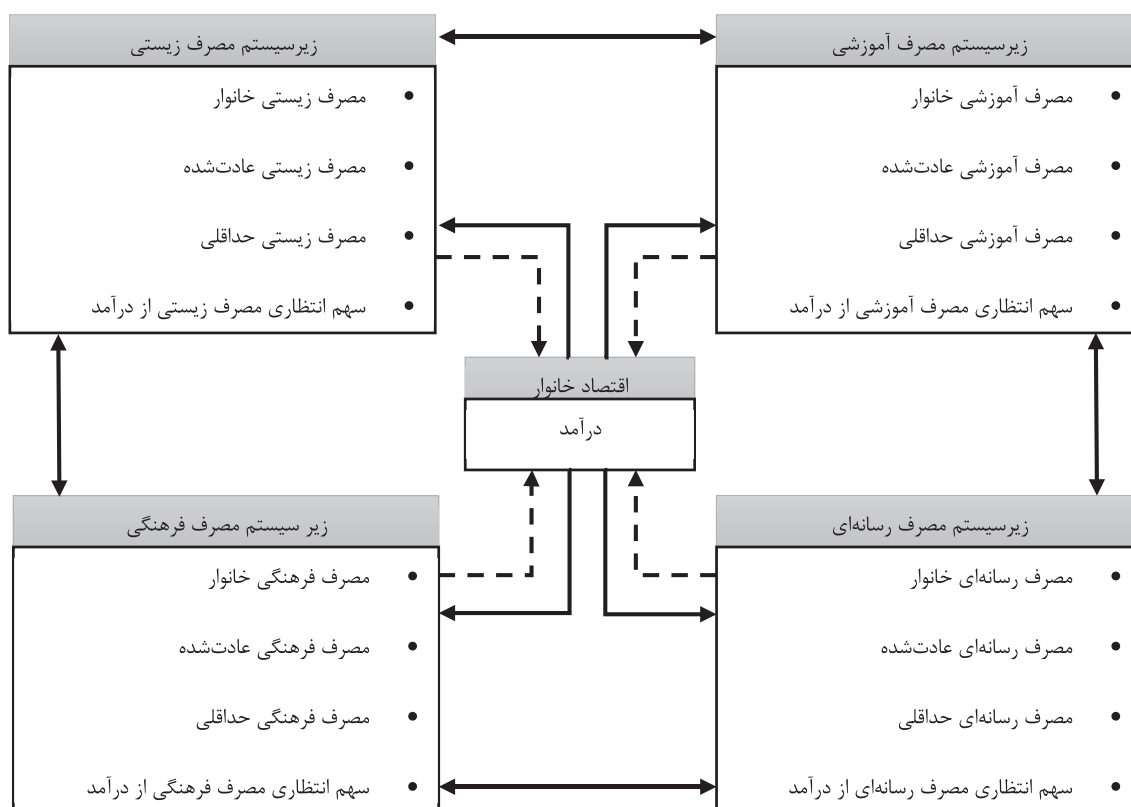 زیرسیستم مصرف آموزشی
• مصرف آموزشی خانوار
• مصرف آموزشی عادت‌شده
• مصرف آموزشی حداقلی
• سهم انتظاری مصرف آموزشی از درآمد
زیرسیستم مصرف زیستی
• مصرف زیستی خانوار
• مصرف زیستی عادت‌شده
• مصرف زیستی حداقلی
• سهم انتظاری مصرف زیستی از درآمد
اقتصاد خانوار
درآمد
زیرسیستم مصرف رسانه‌ای
• مصرف رسانه‌ای خانوار
• مصرف رسانه‌ای عادت‌شده
• مصرف رسانه‌ای حداقلی
• سهم انتظاری مصرف رسانه‌ای از درآمد
زیر سیستم مصرف فرهنگی
• مصرف فرهنگی خانوار
• مصرف فرهنگی عادت‌شده
• مصرف فرهنگی حداقلی
• سهم انتظاری مصرف فرهنگی از درآمد